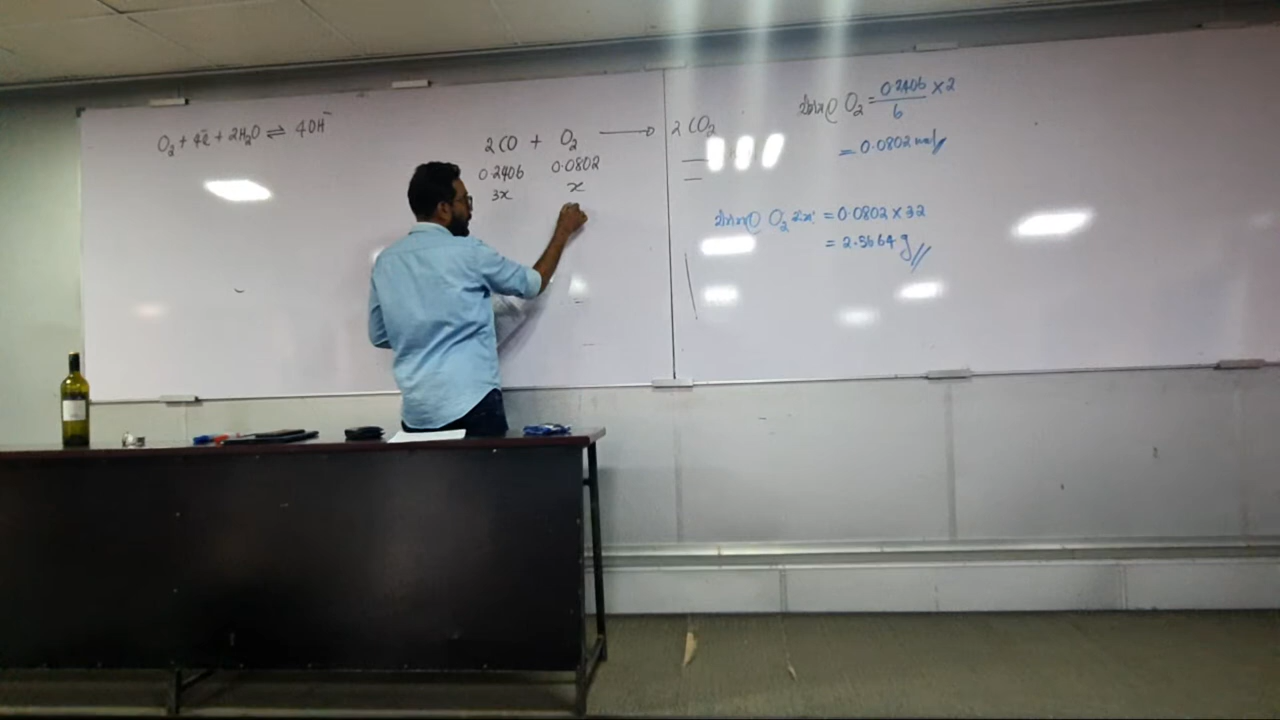 O₂ + 4e̅ + 2H₂O ⇌ 4OH⁻
2CO + O₂ → 2CO₂
0.2406 0.0802
3x x
O₂ = 0.2406/6 × 2
= 0.0802 mol
O₂ = 0.0802 × 32
= 2.5664 g